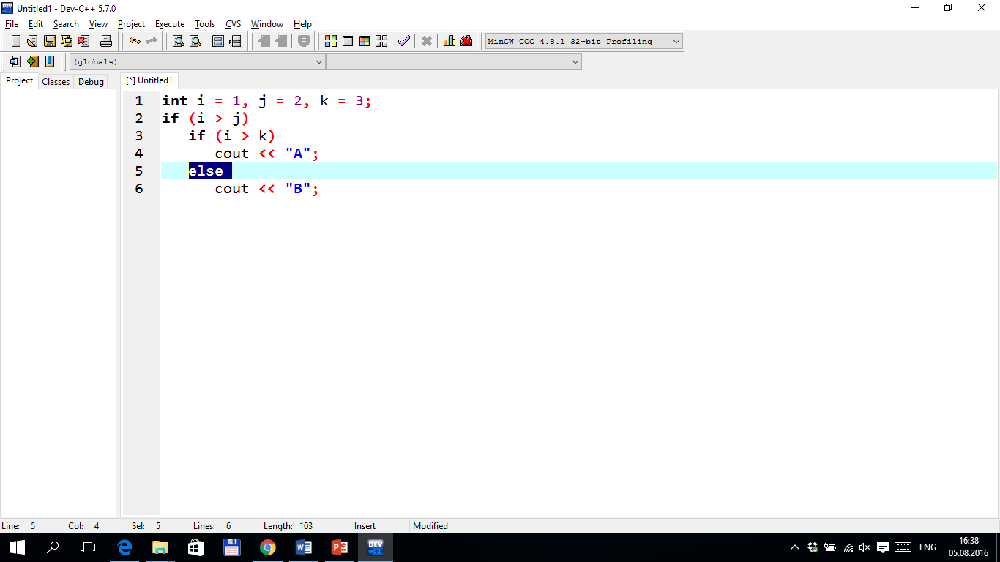 Untitled1 - Dev-C++ 5.7.0
File Edit Search View Project Execute Tools CVS Window Help
MinGW GCC 4.8.1 32-bit Profiling
(globals)
Project Classes Debug [*] Untitled1
1 int i = 1, j = 2, k = 3;
2 if (i > j)
3 if (i > k)
4 cout << "A";
5 else
6 cout << "B";
Line: 5 Col: 4 Sel: 5 Lines: 6 Length: 103 Insert Modified
DEV ENG 16:38
05.08.2016